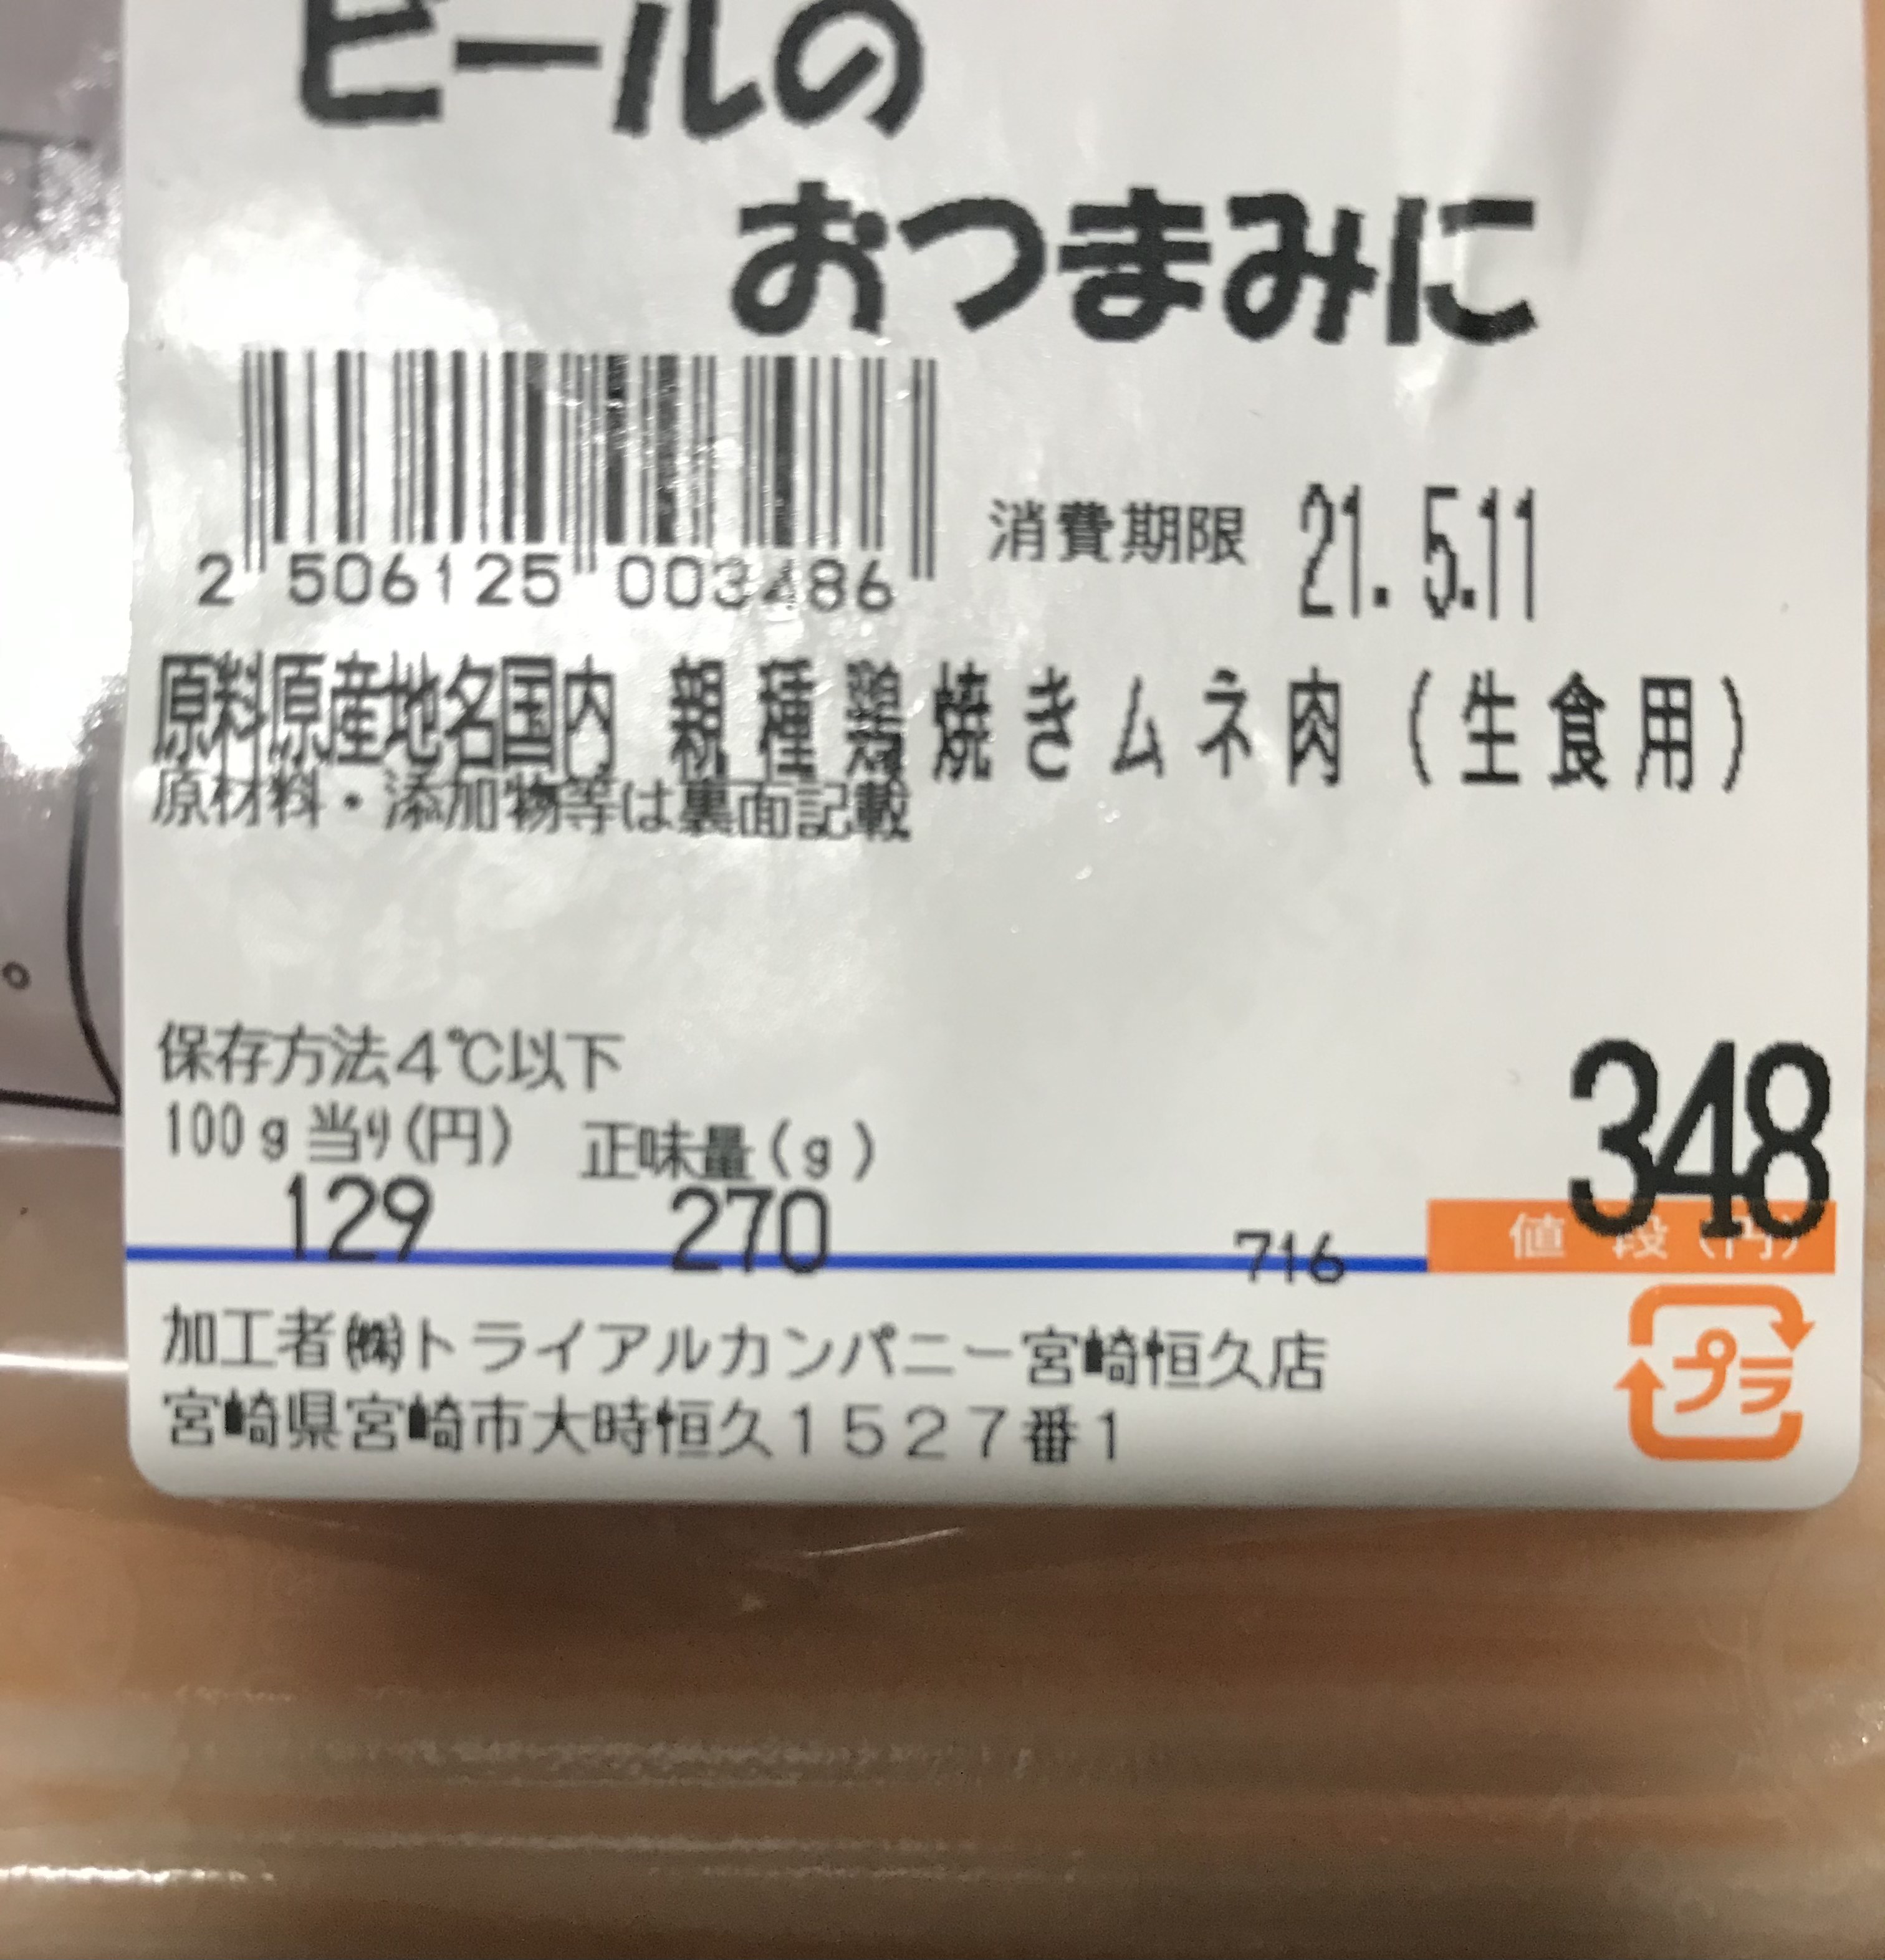 ビールの
おつまみに
2 506125 003486
消費期限 21. 5.11
原料原産地名国内 親種鶏焼きムネ肉(生食用)
原材料・添加物等は裏面記載
保存方法4℃以下
100g当り(円) 正味量(g)
129 270
348
716
値段(円)
加工者㈱トライアルカンパニー宮崎恒久店
宮崎県宮崎市大時恒久1527番1
プラ